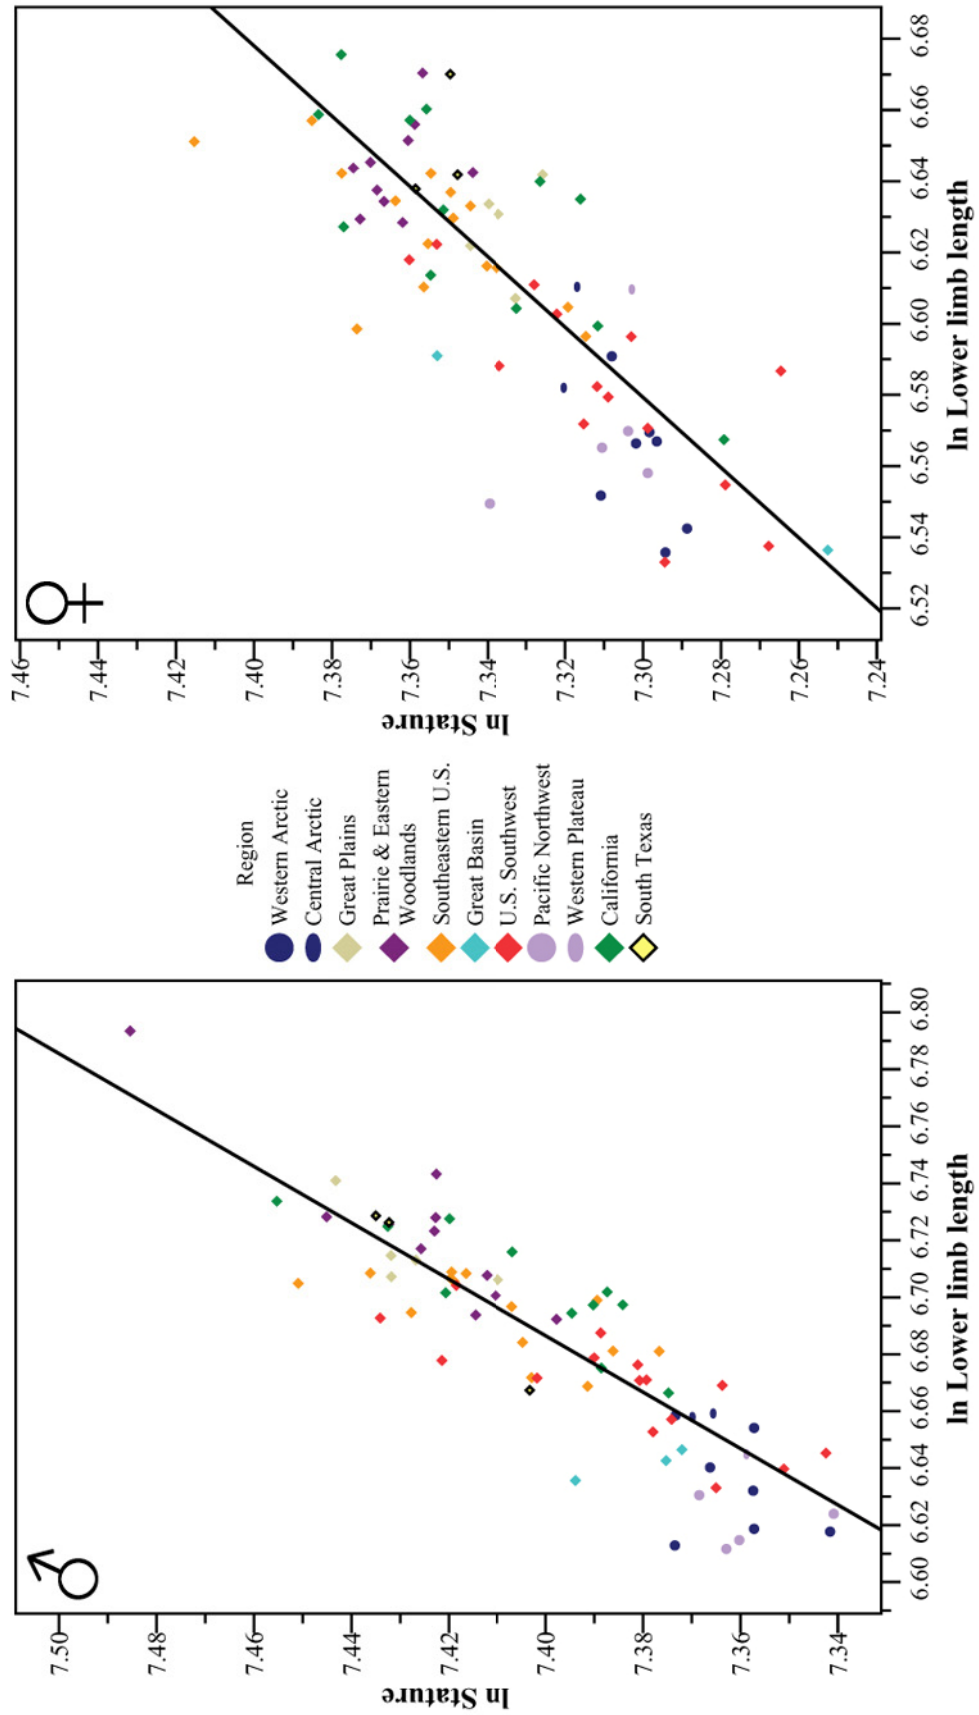 ♂
ln Stature
7.50
7.48
7.46
7.44
7.42
7.40
7.38
7.36
7.34
6.60
6.62
6.64
6.66
6.68
6.70
6.72
6.74
6.76
6.78
6.80
ln Lower limb length
Region
Western Arctic
Central Arctic
Great Plains
Prairie & Eastern
Woodlands
Southeastern U.S.
Great Basin
U.S. Southwest
Pacific Northwest
Western Plateau
California
South Texas
♀
ln Stature
7.46
7.44
7.42
7.40
7.38
7.36
7.34
7.32
7.30
7.28
7.26
7.24
6.52
6.54
6.56
6.58
6.60
6.62
6.64
6.66
6.68
ln Lower limb length